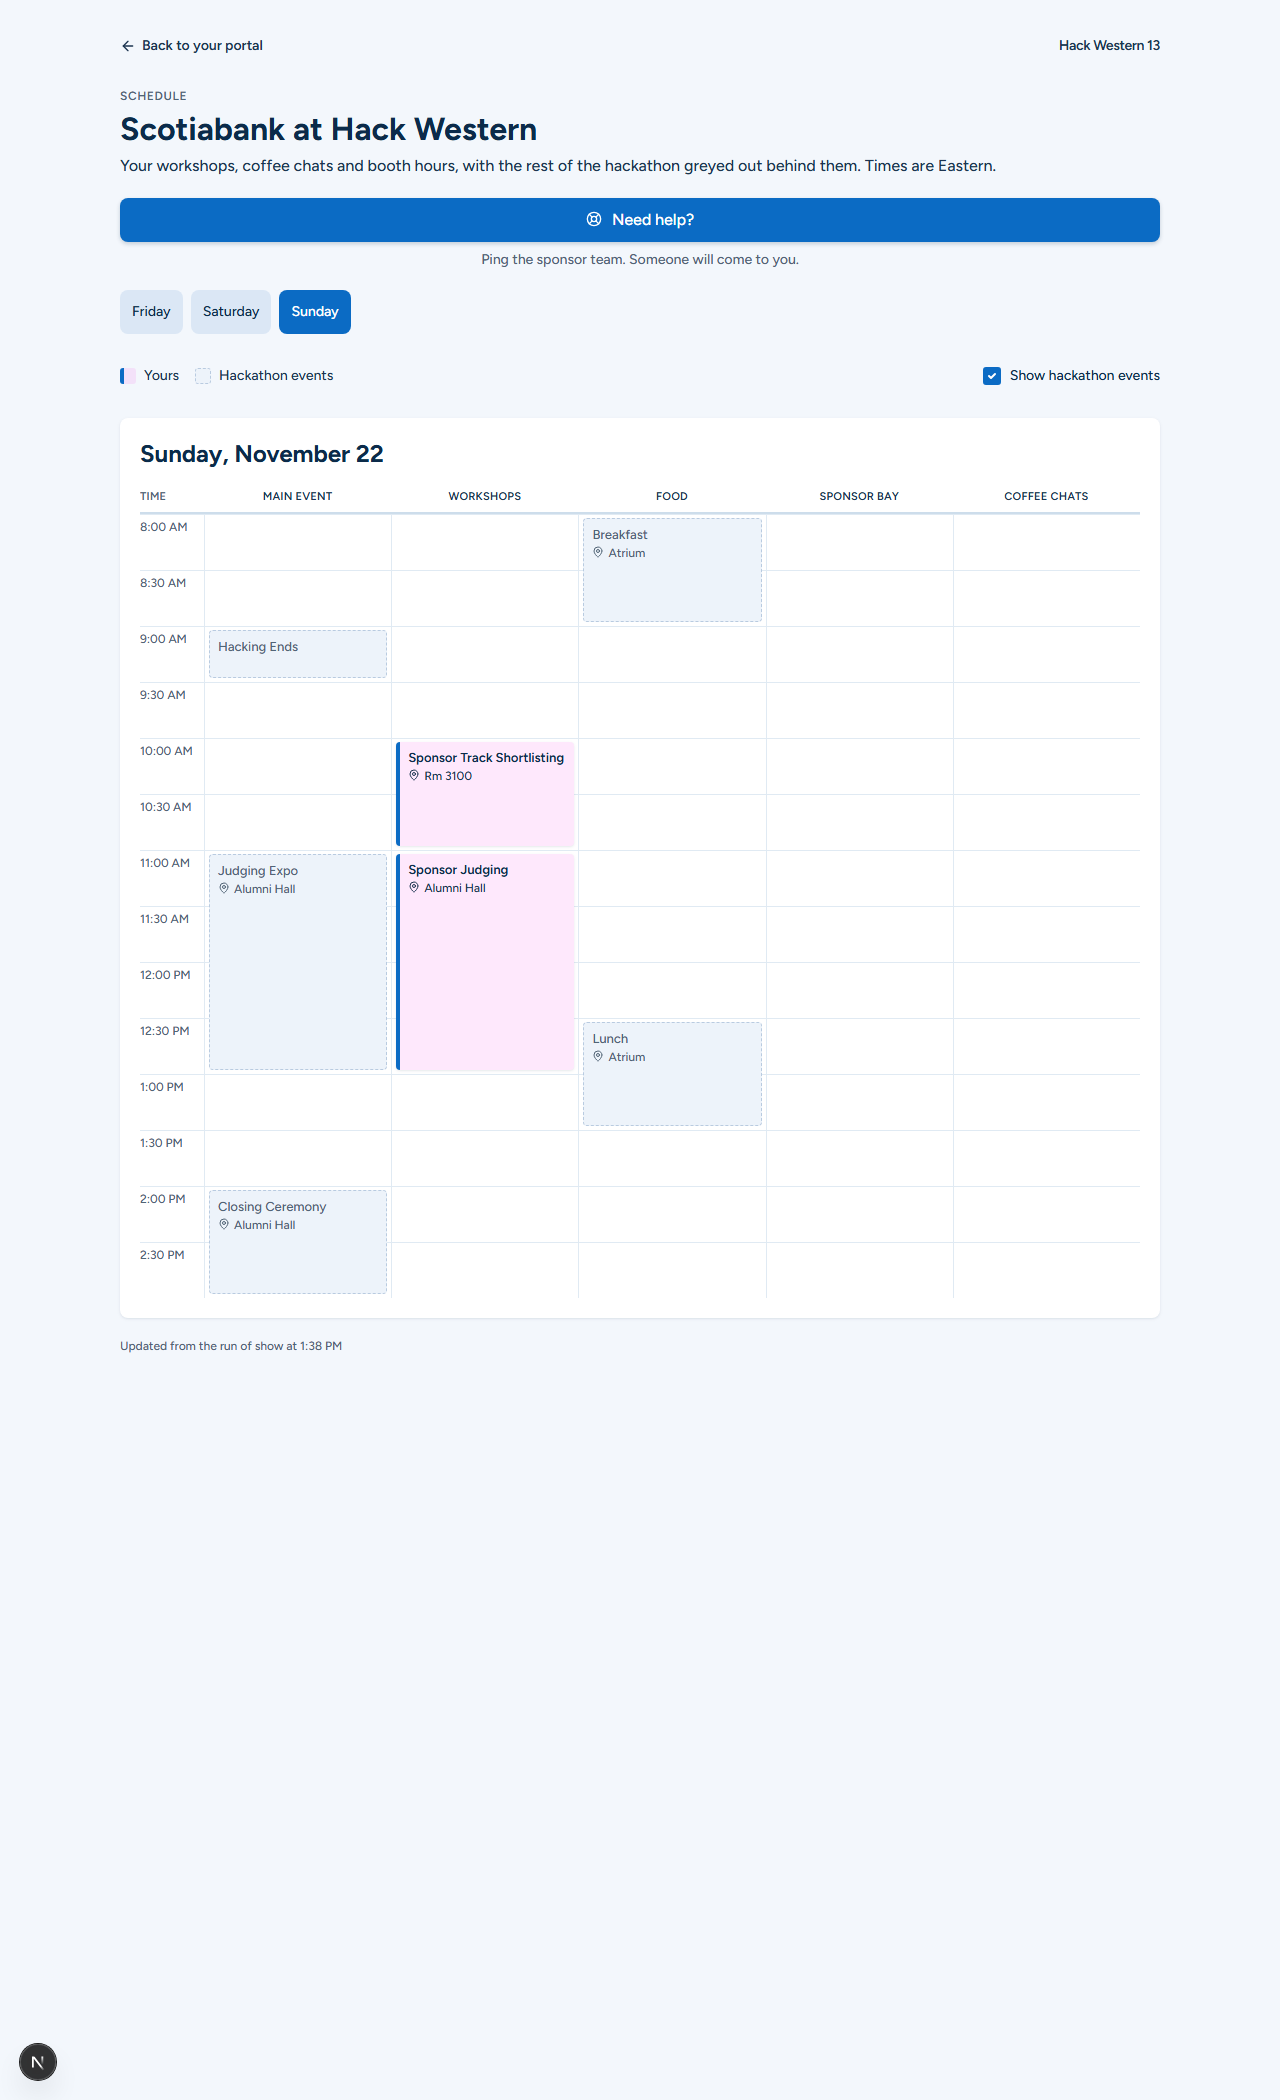 Back to your portal
Hack Western 13
SCHEDULE
Scotiabank at Hack Western
Your workshops, coffee chats and booth hours, with the rest of the hackathon greyed out behind them. Times are Eastern.
Need help?
Ping the sponsor team. Someone will come to you.
Friday
Saturday
Sunday
Yours
Hackathon events
Show hackathon events
Sunday, November 22
TIME
MAIN EVENT
WORKSHOPS
FOOD
SPONSOR BAY
COFFEE CHATS
8:00 AM
Breakfast
Atrium
8:30 AM
9:00 AM
Hacking Ends
9:30 AM
10:00 AM
Sponsor Track Shortlisting
Rm 3100
10:30 AM
11:00 AM
Judging Expo
Alumni Hall
Sponsor Judging
Alumni Hall
11:30 AM
12:00 PM
12:30 PM
Lunch
Atrium
1:00 PM
1:30 PM
2:00 PM
Closing Ceremony
Alumni Hall
2:30 PM
Updated from the run of show at 1:38 PM
N